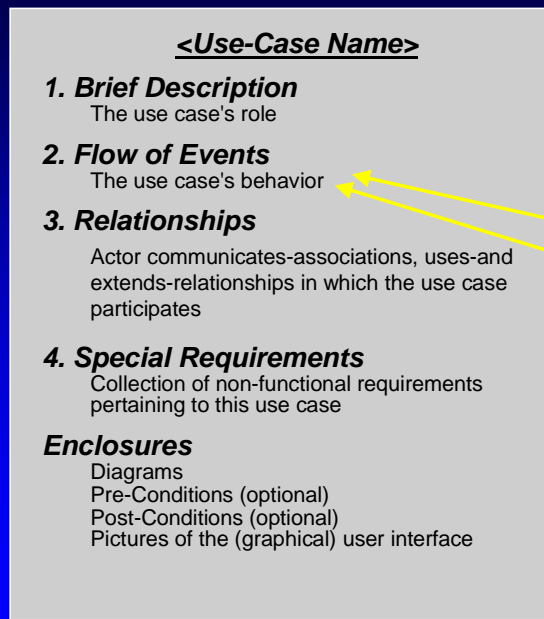 <Use-Case Name>
1. Brief Description
The use case's role
2. Flow of Events
The use case's behavior
3. Relationships
Actor communicates-associations, uses-and
extends-relationships in which the use case
participates
4. Special Requirements
Collection of non-functional requirements
pertaining to this use case
Enclosures
Diagrams
Pre-Conditions (optional)
Post-Conditions (optional)
Pictures of the (graphical) user interface